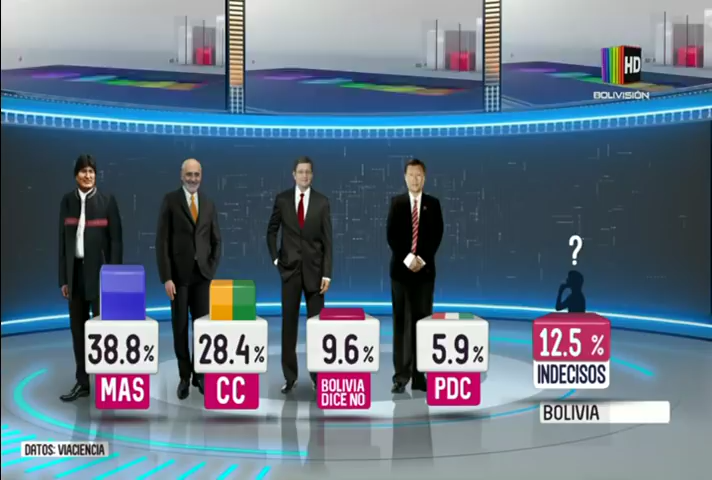 HD
BOLIVISIÓN
?
38.8%
28.4%
9.6%
5.9%
12.5 %
MAS
CC
BOLIVIA
DICE NO
PDC
INDECISOS
BOLIVIA
DATOS: VIACIENCIA